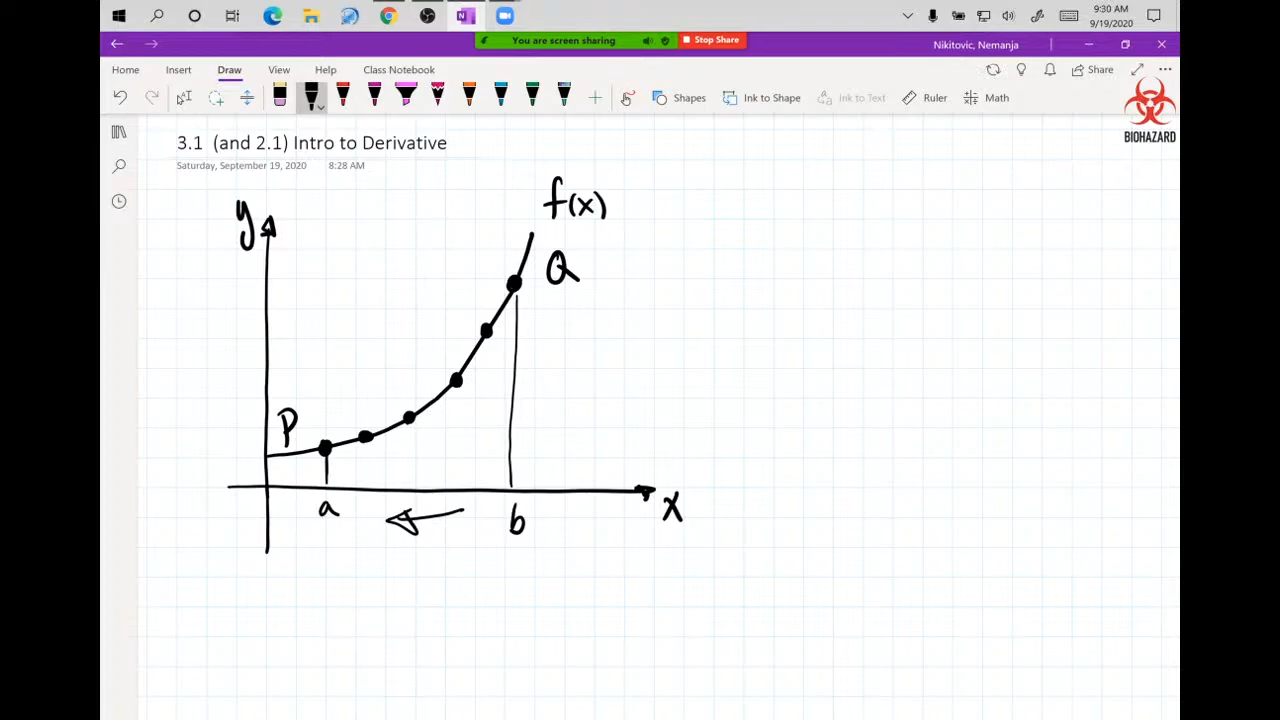 9:30 AM
9/19/2020
You are screen sharing
Stop Share
Nikitovic, Nemanja
Home Insert Draw View Help Class Notebook
Share
Shapes Ink to Shape Ink to Text Ruler Math
BIOHAZARD
3.1 (and 2.1) Intro to Derivative
Saturday, September 19, 2020 8:28 AM
y
f(x)
Q
P
a
b
x